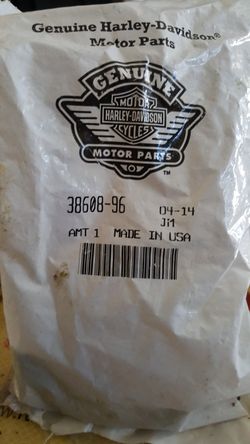 Genuine Harley-Davidson®
Motor Parts
GENUINE
MOTOR
HARLEY-DAVIDSON
CYCLES
MOTOR PARTS
™
38608-96 04-14
JM
AMT 1 MADE IN USA